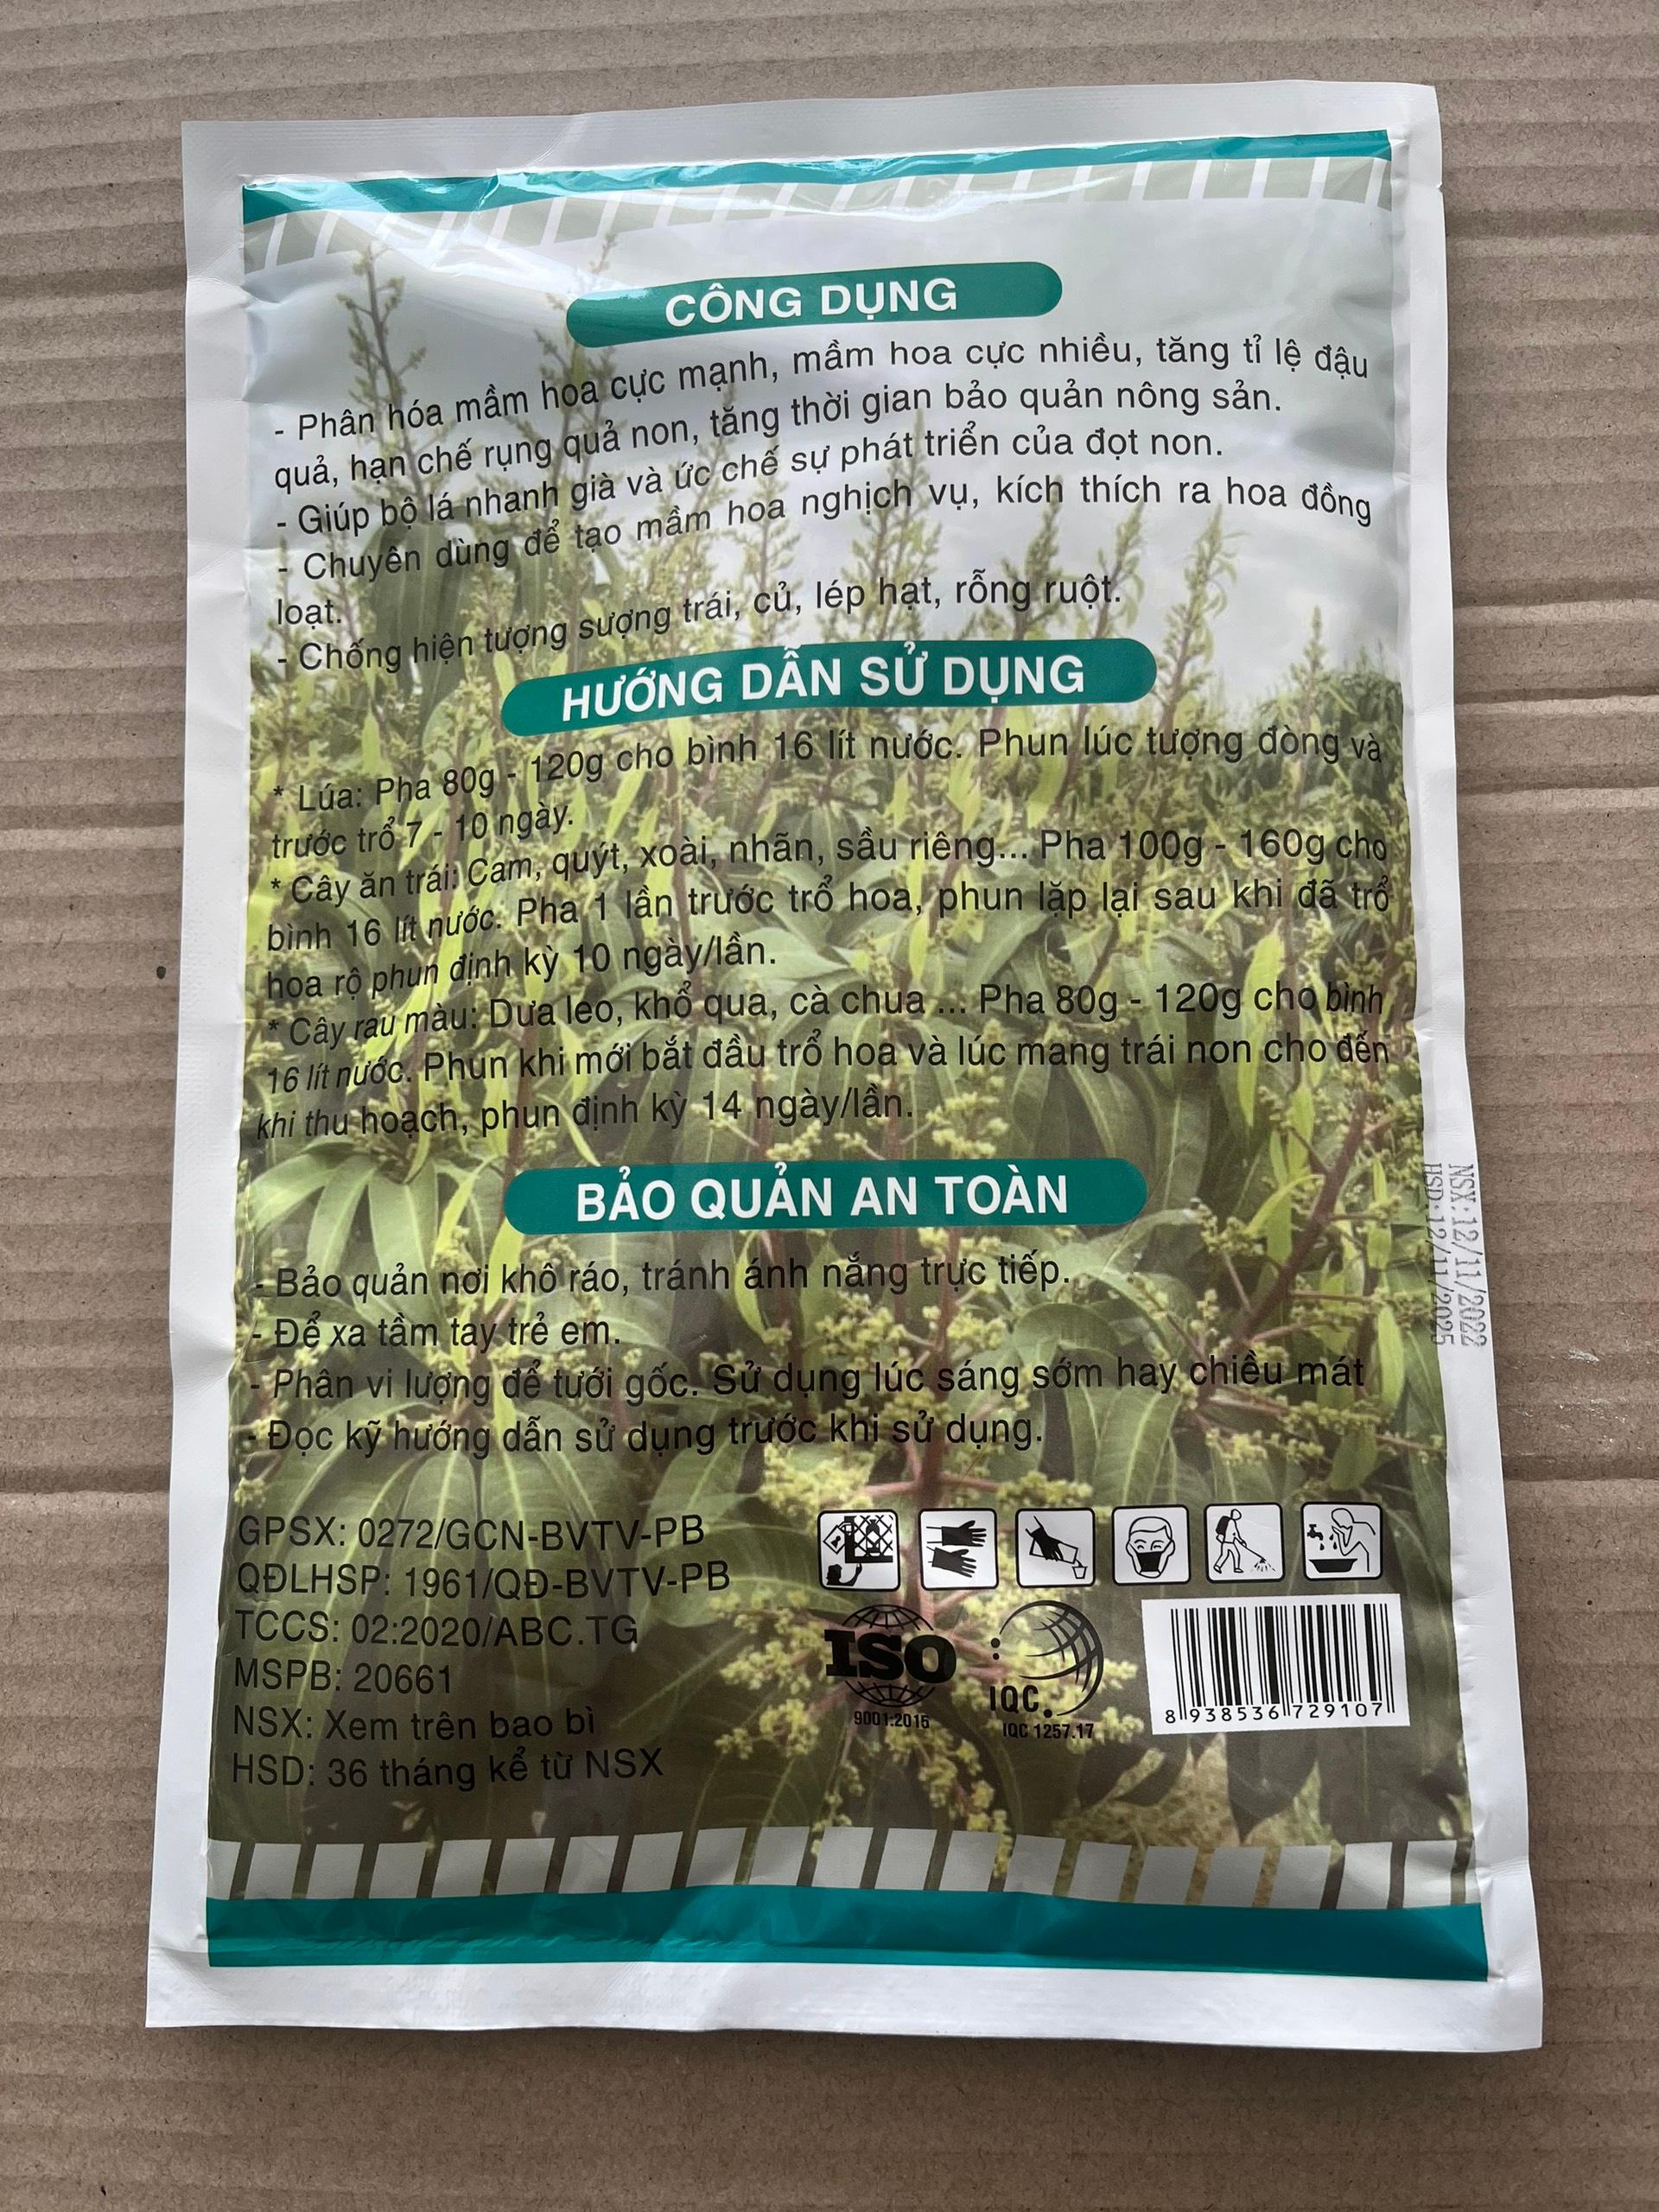 CÔNG DỤNG
- Phân hóa mầm hoa cực mạnh, mầm hoa cực nhiều, tăng tỉ lệ đậu
quả, hạn chế rụng quả non, tăng thời gian bảo quản nông sản.
- Giúp bộ lá nhanh già và ức chế sự phát triển của đọt non.
- Chuyên dùng để tạo mầm hoa nghịch vụ, kích thích ra hoa đồng
loạt.
- Chống hiện tượng sượng trái, củ, lép hạt, rỗng ruột.
HƯỚNG DẪN SỬ DỤNG
* Lúa: Pha 80g - 120g cho bình 16 lít nước. Phun lúc tượng đòng và
trước trổ 7 - 10 ngày.
* Cây ăn trái: Cam, quýt, xoài, nhãn, sầu riêng... Pha 100g - 160g cho
bình 16 lít nước. Pha 1 lần trước trổ hoa, phun lặp lại sau khi đã trổ
hoa rộ phun định kỳ 10 ngày/lần.
* Cây rau màu: Dưa leo, khổ qua, cà chua ... Pha 80g - 120g cho bình
16 lít nước. Phun khi mới bắt đầu trổ hoa và lúc mang trái non cho đến
khi thu hoạch, phun định kỳ 14 ngày/lần.
BẢO QUẢN AN TOÀN
- Bảo quản nơi khô ráo, tránh ánh nắng trực tiếp.
- Để xa tầm tay trẻ em.
- Phân vi lượng để tưới gốc. Sử dụng lúc sáng sớm hay chiều mát
- Đọc kỹ hướng dẫn sử dụng trước khi sử dụng.
NSX:12/11/2022
HSD:12/11/2025
GPSX: 0272/GCN-BVTV-PB
QĐLHSP: 1961/QĐ-BVTV-PB
TCCS: 02:2020/ABC.TG
MSPB: 20661
NSX: Xem trên bao bì
HSD: 36 tháng kể từ NSX
ISO
9001:2015
IQC
IQC 1257.17
8 938536 729107